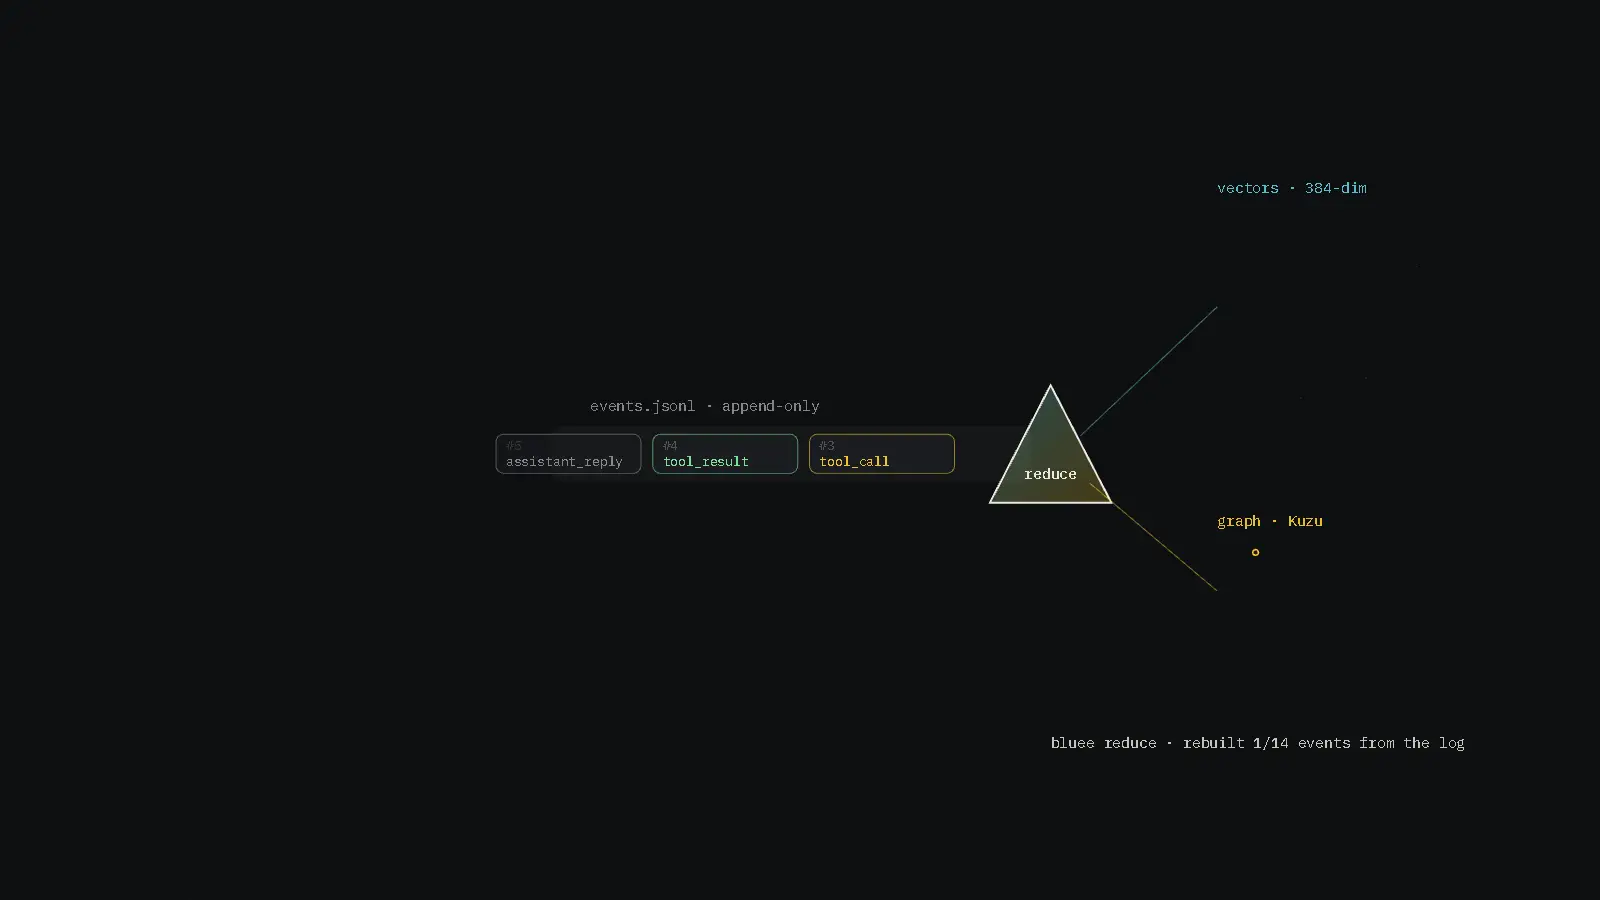 vectors · 384-dim
events.jsonl · append-only
#5
assistant_reply
#4
tool_result
#3
tool_call
reduce
graph · Kuzu
bluee reduce · rebuilt 1/14 events from the log